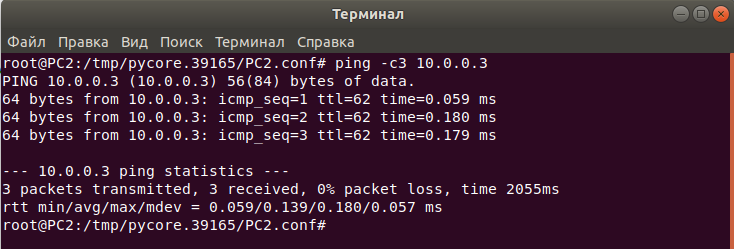 Терминал
Файл Правка Вид Поиск Терминал Справка
root@PC2:/tmp/pycore.39165/PC2.conf# ping -c3 10.0.0.3
PING 10.0.0.3 (10.0.0.3) 56(84) bytes of data.
64 bytes from 10.0.0.3: icmp_seq=1 ttl=62 time=0.059 ms
64 bytes from 10.0.0.3: icmp_seq=2 ttl=62 time=0.180 ms
64 bytes from 10.0.0.3: icmp_seq=3 ttl=62 time=0.179 ms
--- 10.0.0.3 ping statistics ---
3 packets transmitted, 3 received, 0% packet loss, time 2055ms
rtt min/avg/max/mdev = 0.059/0.139/0.180/0.057 ms
root@PC2:/tmp/pycore.39165/PC2.conf#